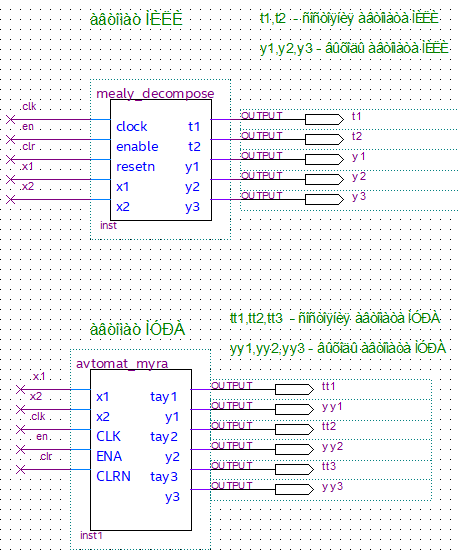 àâòîìàò ÌÈËÈ
t1,t2 - ñîñòîÿíèÿ àâòîìàòà ÌÈËÈ
y1,y2,y3 - âûõîäû àâòîìàòà ÌÈËÈ
mealy_decompose
clk
en
clr
x1
x2
clock t1
enable t2
resetn y1
x1 y2
x2 y3
inst
OUTPUT t1
OUTPUT t2
OUTPUT y1
OUTPUT y2
OUTPUT y3
àâòîìàò ÌÓÐÀ
tt1,tt2,tt3 - ñîñòîÿíèÿ àâòîìàòà ÌÓÐÀ
yy1,yy2,yy3 - âûõîäû àâòîìàòà ÌÓÐÀ
avtomat_myra
x1
x2
clk
en
clr
x1 tay1
x2 y1
CLK tay2
ENA y2
CLRN tay3
y3
inst1
OUTPUT tt1
OUTPUT yy1
OUTPUT tt2
OUTPUT yy2
OUTPUT tt3
OUTPUT yy3